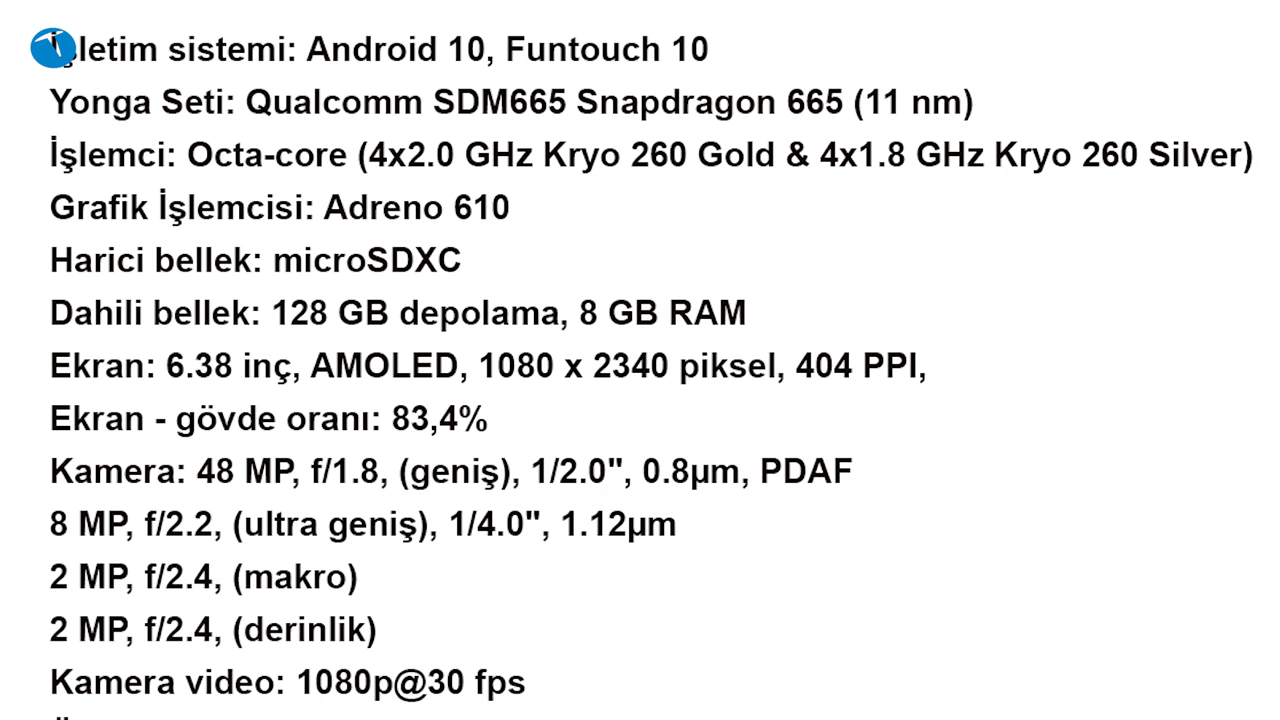 İşletim sistemi: Android 10, Funtouch 10
Yonga Seti: Qualcomm SDM665 Snapdragon 665 (11 nm)
İşlemci: Octa-core (4x2.0 GHz Kryo 260 Gold & 4x1.8 GHz Kryo 260 Silver)
Grafik İşlemcisi: Adreno 610
Harici bellek: microSDXC
Dahili bellek: 128 GB depolama, 8 GB RAM
Ekran: 6.38 inç, AMOLED, 1080 x 2340 piksel, 404 PPI,
Ekran - gövde oranı: 83,4%
Kamera: 48 MP, f/1.8, (geniş), 1/2.0", 0.8µm, PDAF
8 MP, f/2.2, (ultra geniş), 1/4.0", 1.12µm
2 MP, f/2.4, (makro)
2 MP, f/2.4, (derinlik)
Kamera video: 1080p@30 fps